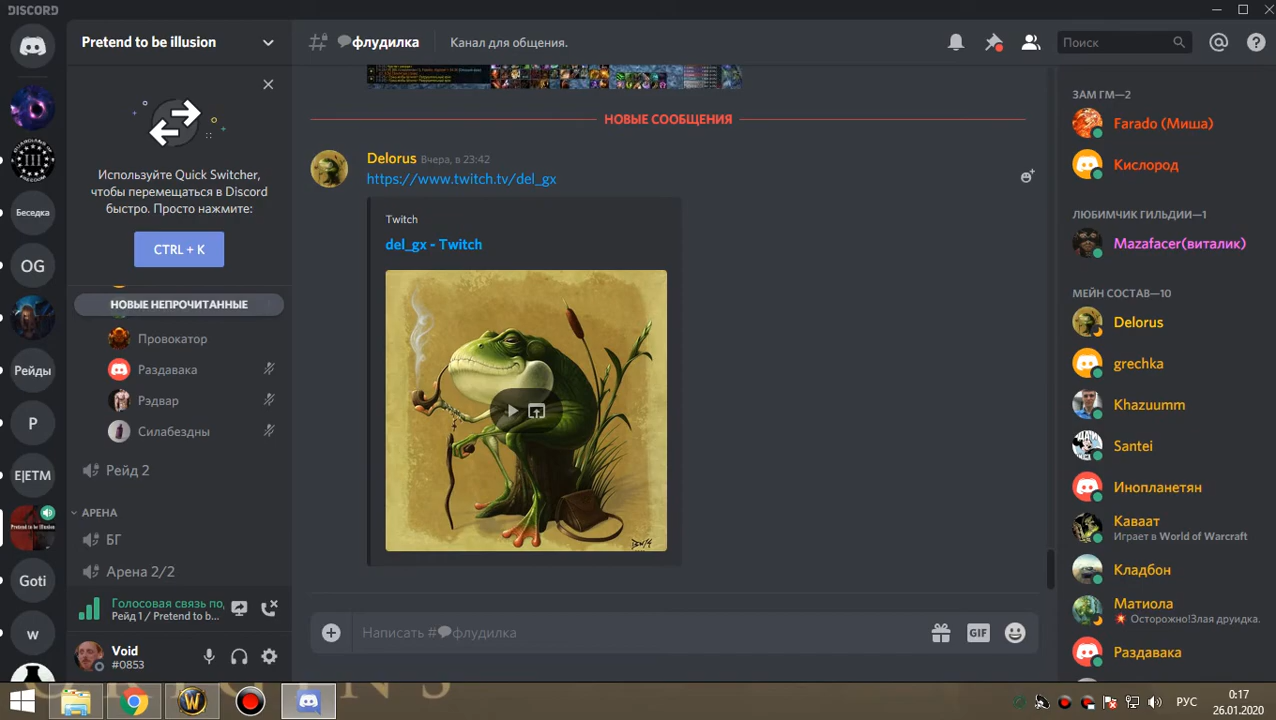 DISCORD
Pretend to be illusion
флудилка
Канал для общения.
Поиск
Используйте Quick Switcher,
чтобы перемещаться в Discord
быстро. Просто нажмите:
CTRL + K
НОВЫЕ НЕПРОЧИТАННЫЕ
Провокатор
Раздавака
Рэдвар
Силабездны
Рейд 2
АРЕНА
БГ
Арена 2/2
Голосовая связь по,
Рейд 1 / Pretend to b...
Void
#0853
III
Беседка
OG
Рейды
P
E|ETM
Pretend to be illusion
Goti
w
НОВЫЕ СООБЩЕНИЯ
Delorus Вчера, в 23:42
https://www.twitch.tv/del_gx
Twitch
del_gx - Twitch
Написать #флудилка
GIF
ЗАМ ГМ—2
Farado (Миша)
Кислород
ЛЮБИМЧИК ГИЛЬДИИ—1
Mazafacer(виталик)
МЕЙН СОСТАВ—10
Delorus
grechka
Khazuumm
Santei
Инопланетян
Каваат
Играет в World of Warcraft
Кладбон
Матиола
Осторожно!Злая друидка.
Раздавака
РУС
0:17
26.01.2020